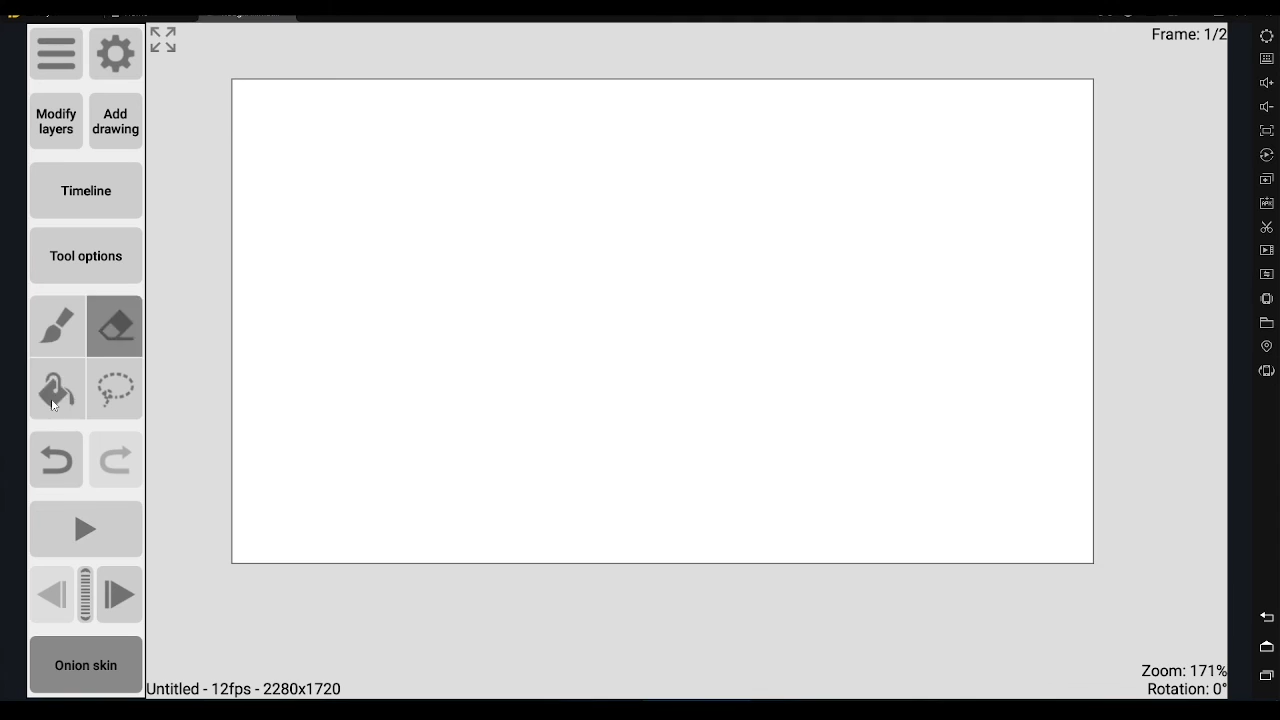 Frame: 1/2
Modify
layers
Add
drawing
Timeline
Tool options
Onion skin
Zoom: 171%
Rotation: 0°
Untitled - 12fps - 2280x1720